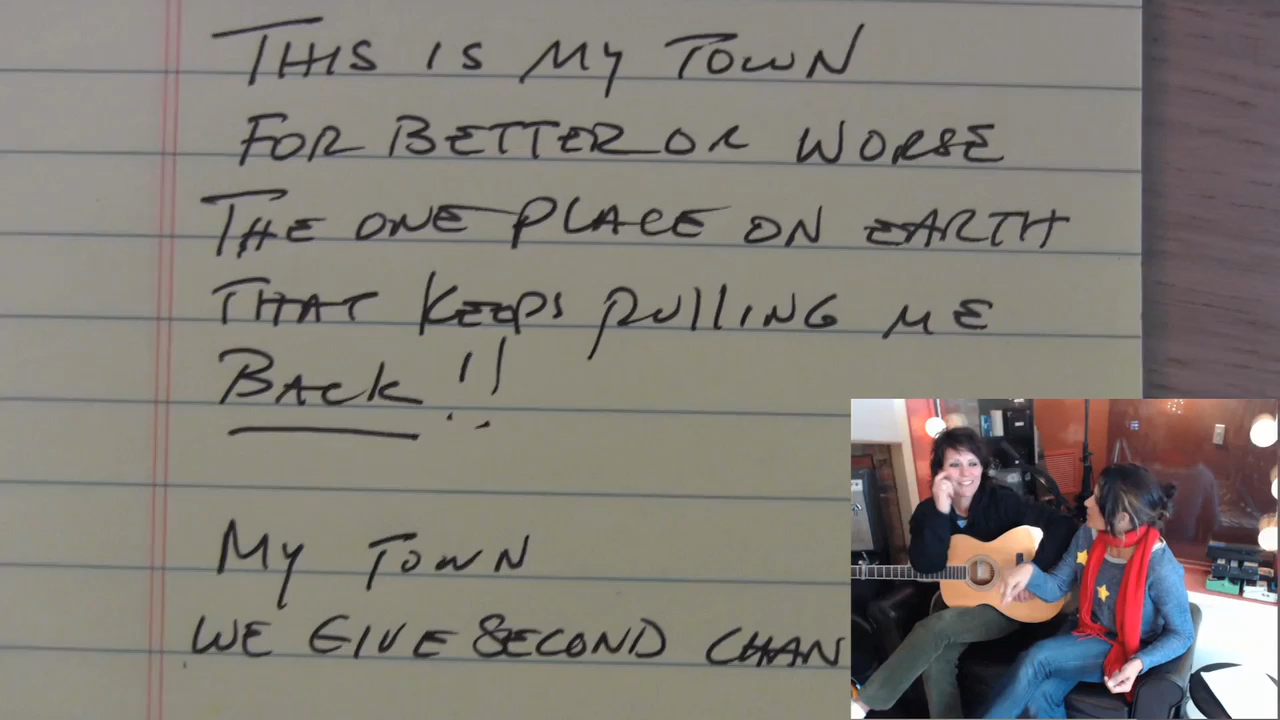 THIS IS MY TOWN
FOR BETTER OR WORSE
THE ONE PLACE ON EARTH
THAT KEEPS PULLING ME
BACK!!
MY TOWN
WE GIVE SECOND CHAN